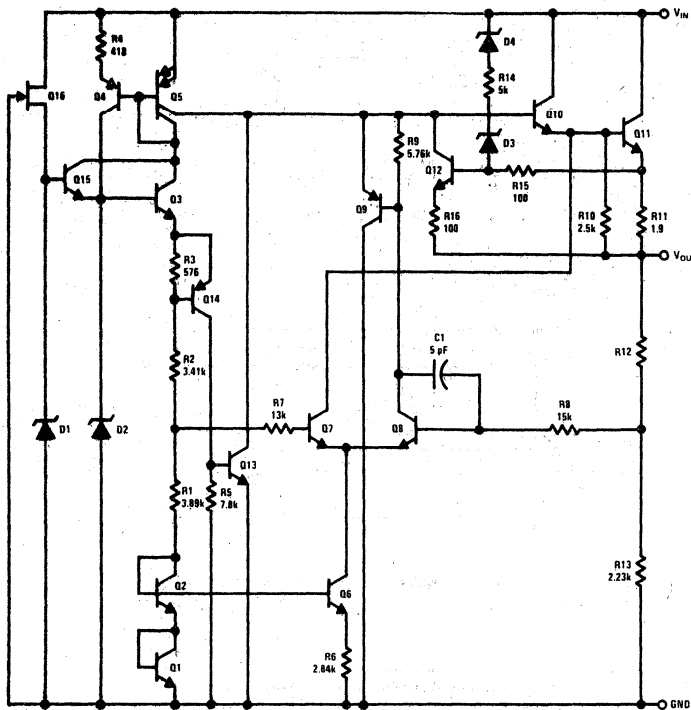 V_IN
R4
418
D4
Q16
Q4
Q5
R14
5k
Q10
Q11
R9
5.76k
D3
Q15
Q12
Q3
R15
100
Q9
R16
100
R10
2.5k
R11
1.9
R3
576
V_OU
Q14
C1
5 pF
R12
R2
3.41k
R7
13k
R8
15k
D1
D2
Q7
Q8
Q13
R1
3.89k
R5
7.8k
R13
2.23k
Q2
Q6
R6
2.84k
Q1
GND